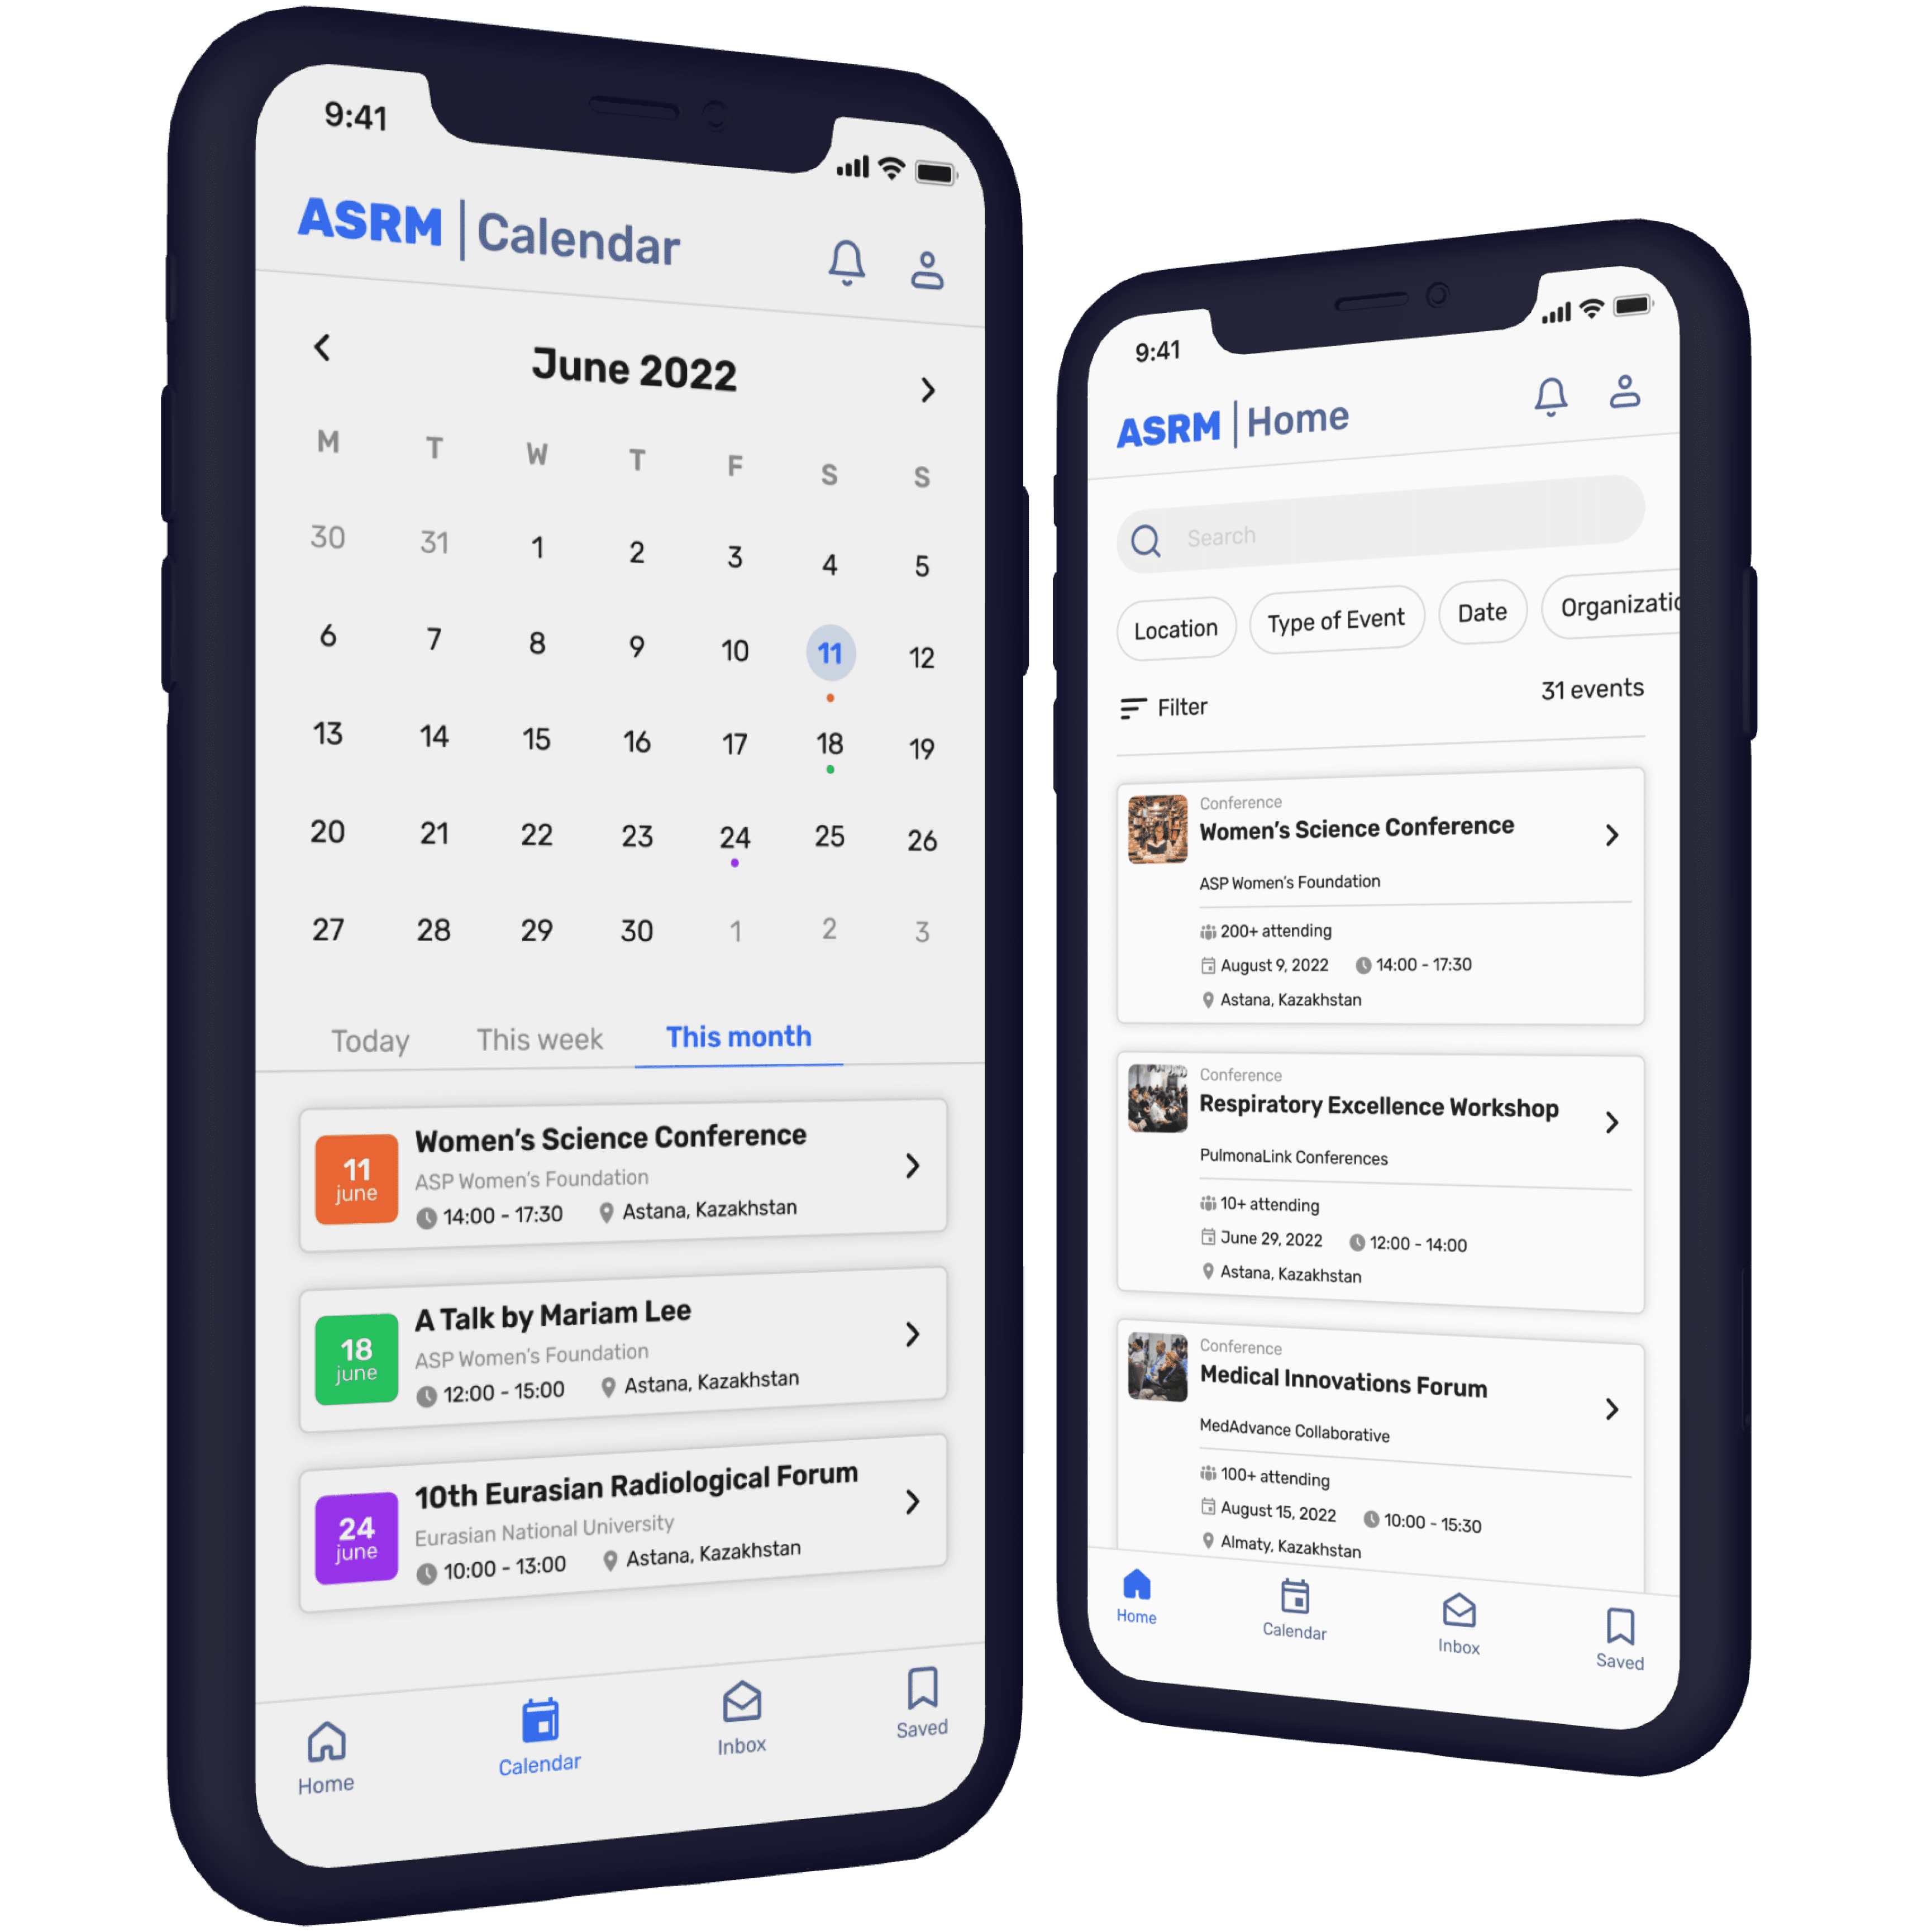 9:41
ASRM | Calendar
June 2022
M T W T F S S
30 31 1 2 3 4 5
6 7 8 9 10 11 12
13 14 15 16 17 18 19
20 21 22 23 24 25 26
27 28 29 30 1 2 3
Today This week This month
11 june
Women's Science Conference
ASP Women's Foundation
14:00 - 17:30 Astana, Kazakhstan
18 june
A Talk by Mariam Lee
ASP Women's Foundation
12:00 - 15:00 Astana, Kazakhstan
24 june
10th Eurasian Radiological Forum
Eurasian National University
10:00 - 13:00 Astana, Kazakhstan
Home Calendar Inbox Saved
9:41
ASRM | Home
Search
Location Type of Event Date Organizatio
Filter 31 events
Conference
Women's Science Conference
ASP Women's Foundation
200+ attending
August 9, 2022 14:00 - 17:30
Astana, Kazakhstan
Conference
Respiratory Excellence Workshop
PulmonaLink Conferences
10+ attending
June 29, 2022 12:00 - 14:00
Astana, Kazakhstan
Conference
Medical Innovations Forum
MedAdvance Collaborative
100+ attending
August 15, 2022 10:00 - 15:30
Almaty, Kazakhstan
Home Calendar Inbox Saved